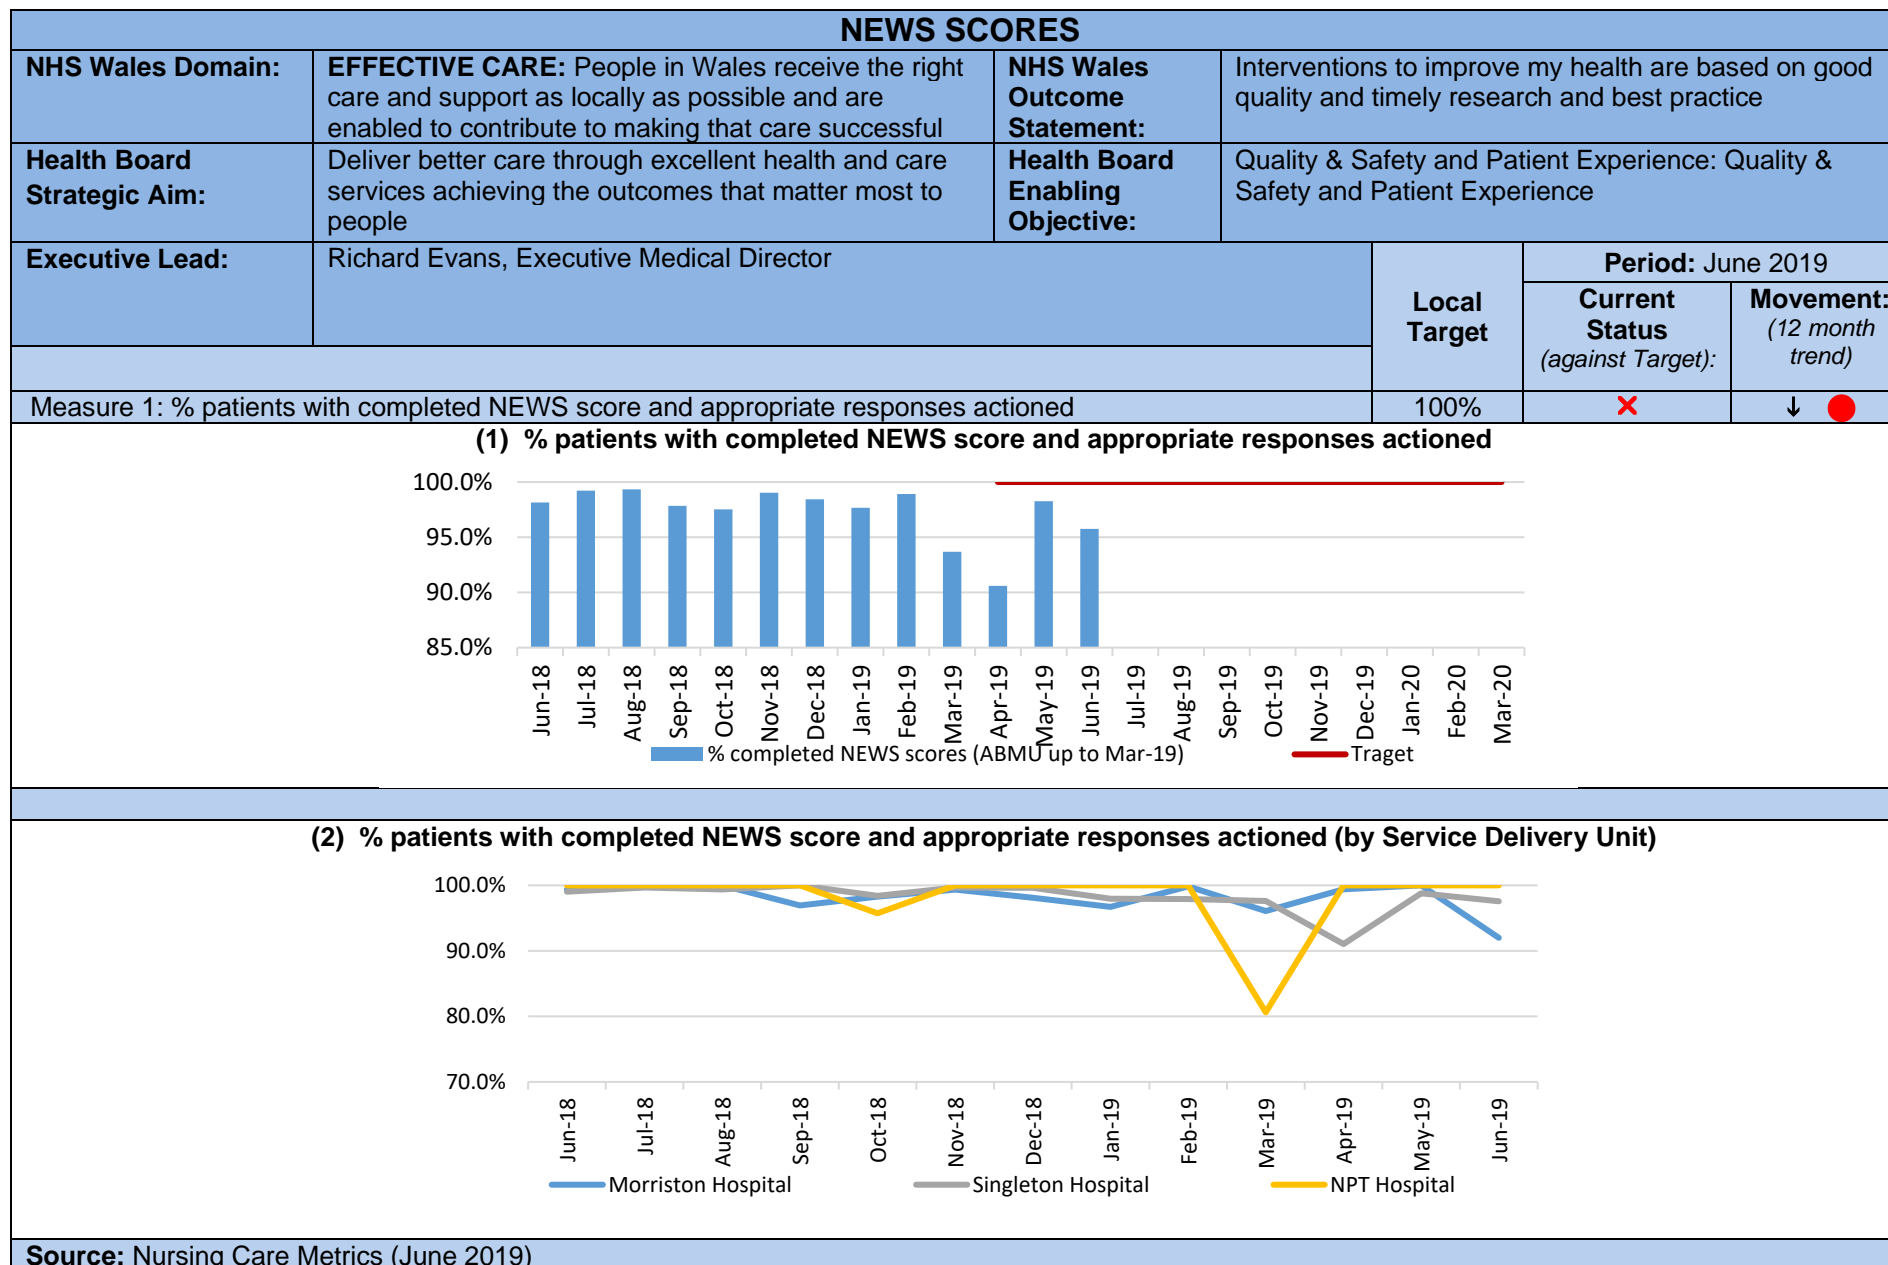 NEWS SCORES
NHS Wales Domain:
EFFECTIVE CARE: People in Wales receive the right
care and support as locally as possible and are
enabled to contribute to making that care successful
NHS Wales
Outcome
Statement:
Interventions to improve my health are based on good
quality and timely research and best practice
Health Board
Strategic Aim:
Deliver better care through excellent health and care
services achieving the outcomes that matter most to
people
Health Board
Enabling
Objective:
Quality & Safety and Patient Experience: Quality &
Safety and Patient Experience
Executive Lead:
Richard Evans, Executive Medical Director
Local
Target
Period: June 2019
Current
Status
(against Target):
Movement:
(12 month
trend)
Measure 1: % patients with completed NEWS score and appropriate responses actioned
100%
(1) % patients with completed NEWS score and appropriate responses actioned
100.0%
95.0%
90.0%
85.0%
Jun-18
Jul-18
Aug-18
Sep-18
Oct-18
Nov-18
Dec-18
Jan-19
Feb-19
Mar-19
Apr-19
May-19
Jun-19
Jul-19
Aug-19
Sep-19
Oct-19
Nov-19
Dec-19
Jan-20
Feb-20
Mar-20
% completed NEWS scores (ABMU up to Mar-19)
Traget
(2) % patients with completed NEWS score and appropriate responses actioned (by Service Delivery Unit)
100.0%
90.0%
80.0%
70.0%
Jun-18
Jul-18
Aug-18
Sep-18
Oct-18
Nov-18
Dec-18
Jan-19
Feb-19
Mar-19
Apr-19
May-19
Jun-19
Morriston Hospital
Singleton Hospital
NPT Hospital
Source: Nursing Care Metrics (June 2019)